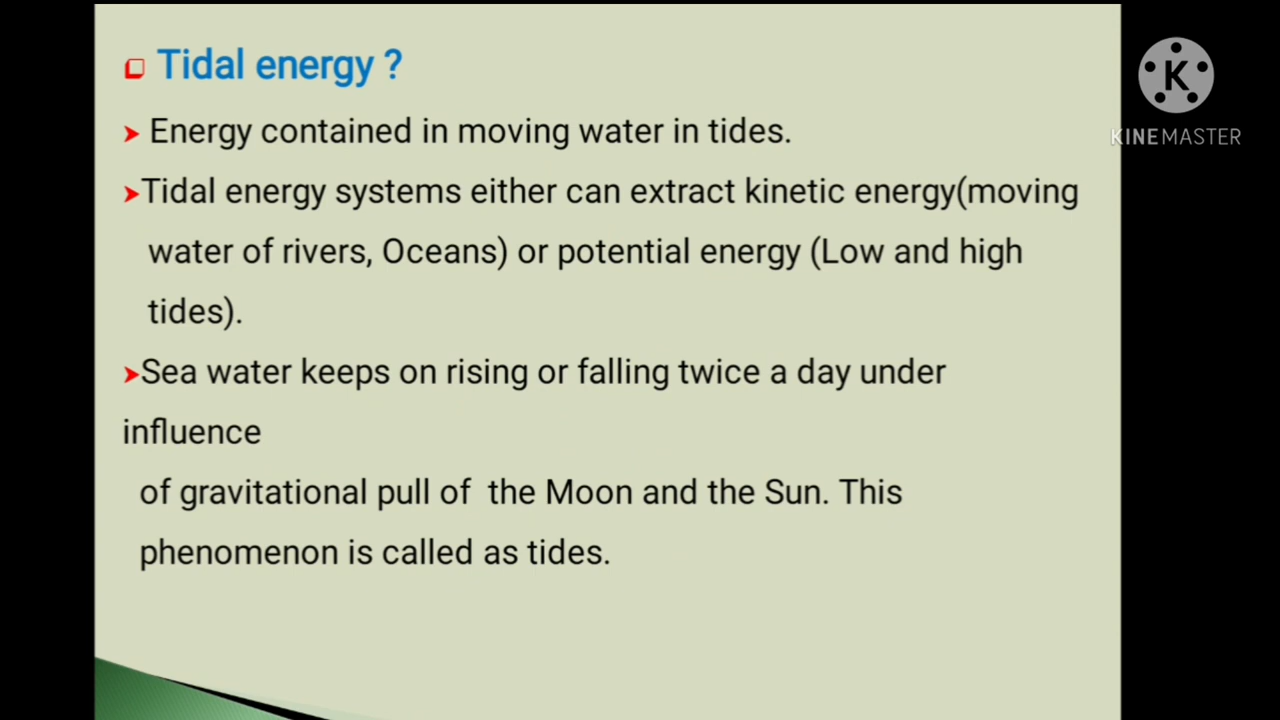 Tidal energy ?
Energy contained in moving water in tides.
Tidal energy systems either can extract kinetic energy(moving
water of rivers, Oceans) or potential energy (Low and high
tides).
Sea water keeps on rising or falling twice a day under
influence
of gravitational pull of the Moon and the Sun. This
phenomenon is called as tides.
K
KINEMASTER